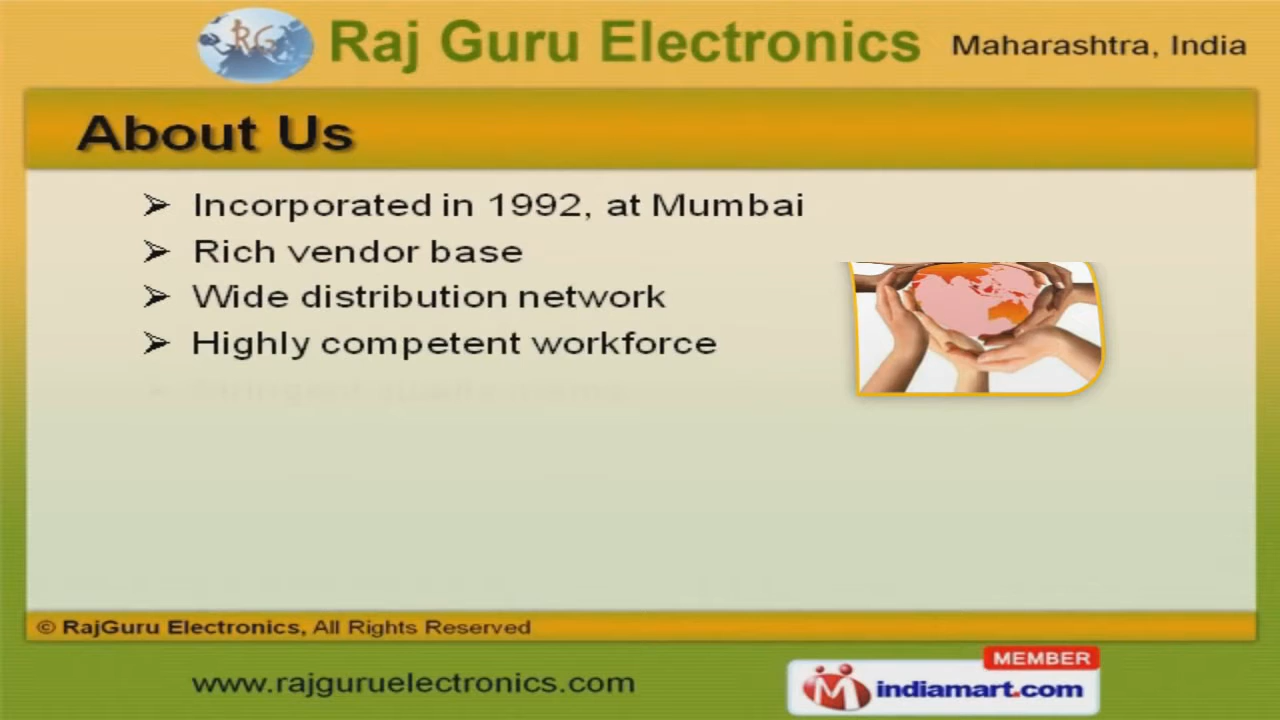 RG
Raj Guru Electronics
Maharashtra, India
About Us
➢ Incorporated in 1992, at Mumbai
➢ Rich vendor base
➢ Wide distribution network
➢ Highly competent workforce
© RajGuru Electronics, All Rights Reserved
www.rajguruelectronics.com
MEMBER
indiamart.com